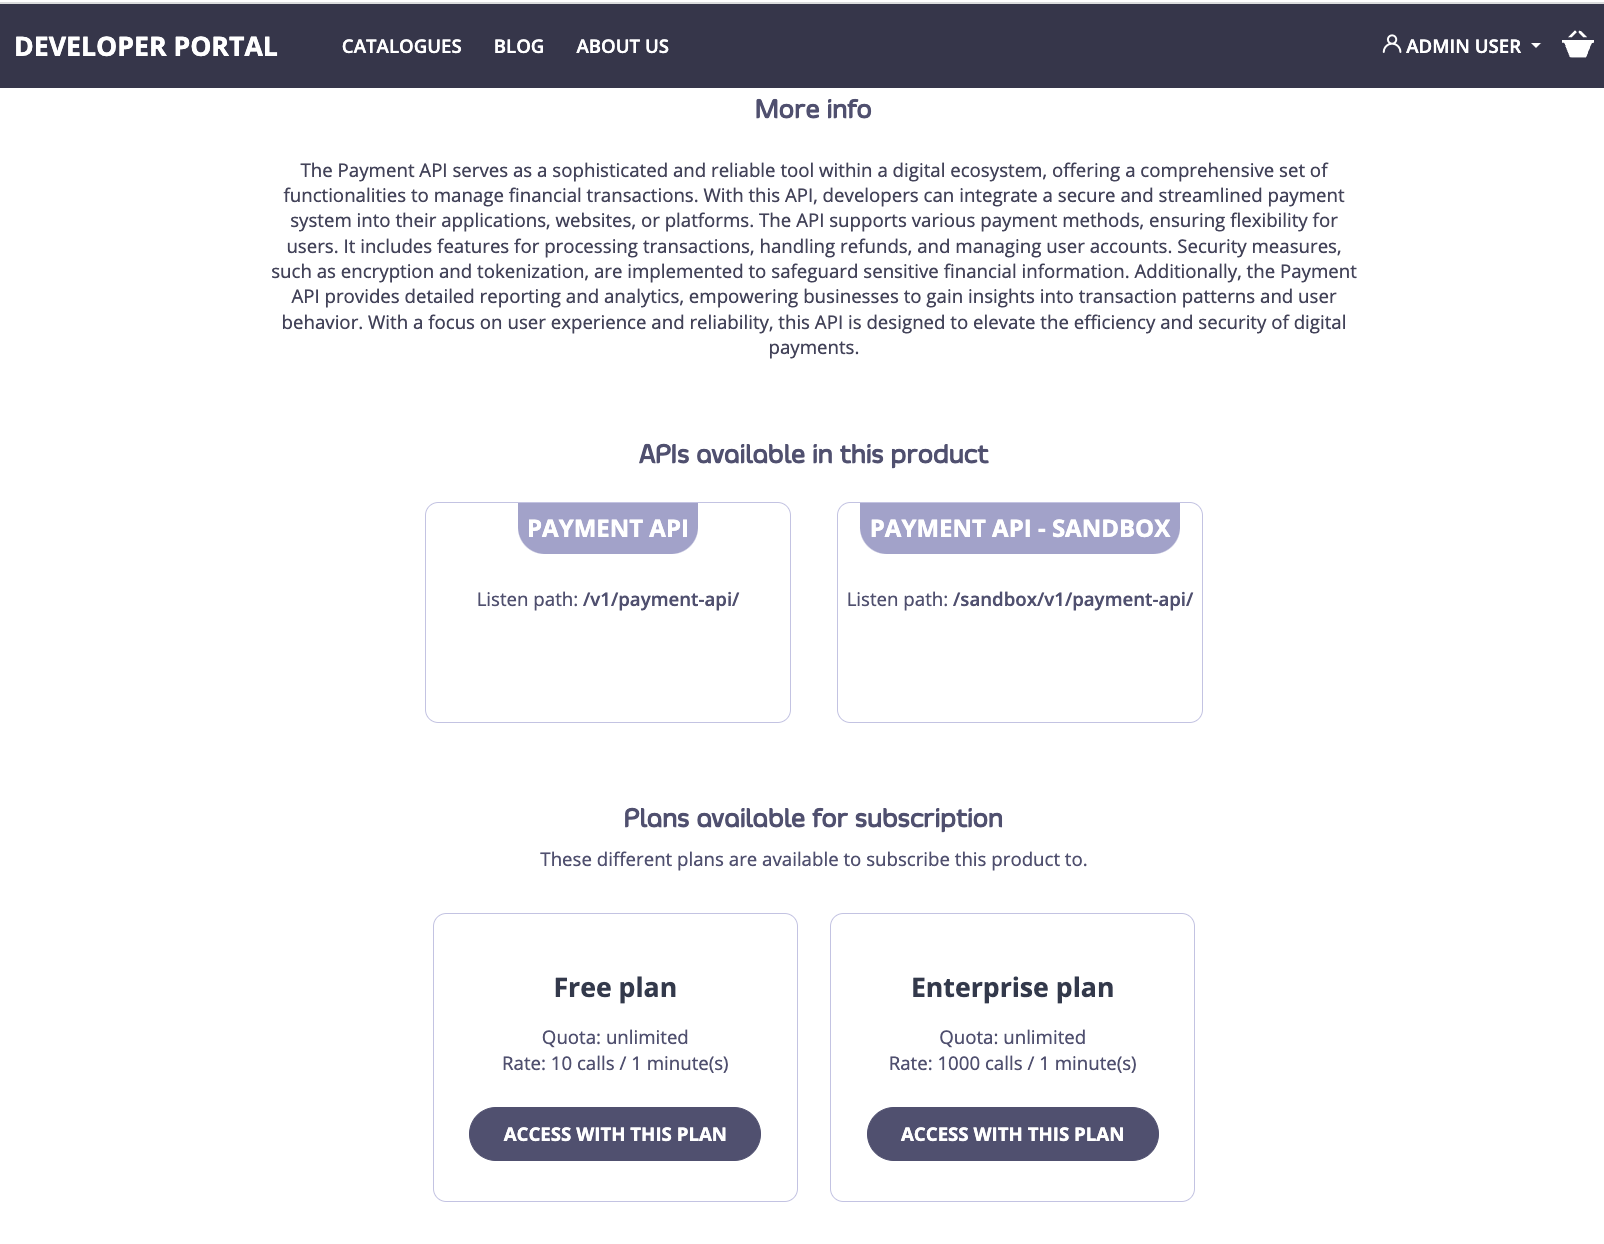 DEVELOPER PORTAL CATALOGUES BLOG ABOUT US ADMIN USER
More info
The Payment API serves as a sophisticated and reliable tool within a digital ecosystem, offering a comprehensive set of
functionalities to manage financial transactions. With this API, developers can integrate a secure and streamlined payment
system into their applications, websites, or platforms. The API supports various payment methods, ensuring flexibility for
users. It includes features for processing transactions, handling refunds, and managing user accounts. Security measures,
such as encryption and tokenization, are implemented to safeguard sensitive financial information. Additionally, the Payment
API provides detailed reporting and analytics, empowering businesses to gain insights into transaction patterns and user
behavior. With a focus on user experience and reliability, this API is designed to elevate the efficiency and security of digital
payments.
APIs available in this product
PAYMENT API
Listen path: /v1/payment-api/
PAYMENT API - SANDBOX
Listen path: /sandbox/v1/payment-api/
Plans available for subscription
These different plans are available to subscribe this product to.
Free plan
Quota: unlimited
Rate: 10 calls / 1 minute(s)
ACCESS WITH THIS PLAN
Enterprise plan
Quota: unlimited
Rate: 1000 calls / 1 minute(s)
ACCESS WITH THIS PLAN